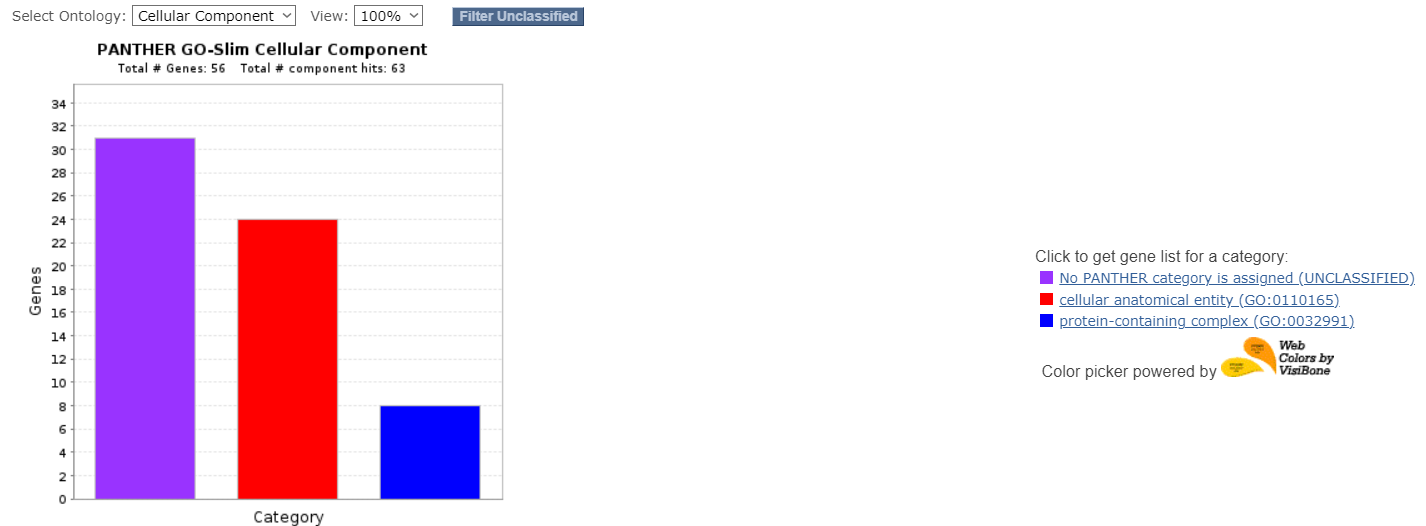 Select Ontology: Cellular Component View: 100% Filter Unclassified
PANTHER GO-Slim Cellular Component
Total # Genes: 56 Total # component hits: 63
34
32
30
28
26
24
22
20
18
16
14
12
10
8
6
4
2
0
Genes
Category
Click to get gene list for a category:
No PANTHER category is assigned (UNCLASSIFIED)
cellular anatomical entity (GO:0110165)
protein-containing complex (GO:0032991)
Color picker powered by
Web
Colors by
VisiBone